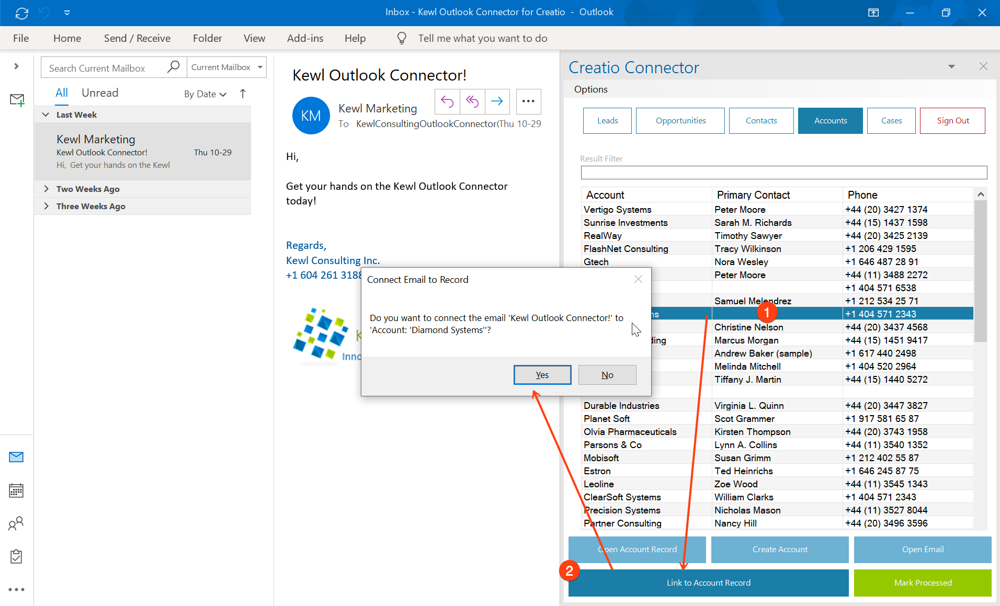 Inbox - Kewl Outlook Connector for Creatio - Outlook
File Home Send / Receive Folder View Add-ins Help Tell me what you want to do
Search Current Mailbox Current Mailbox
All Unread By Date
Last Week
Kewl Marketing
Kewl Outlook Connector! Thu 10-29
Hi, Get your hands on the Kewl
Two Weeks Ago
Three Weeks Ago
Kewl Outlook Connector!
KM
Kewl Marketing
To KewlConsultingOutlookConnector(Thu 10-29
Hi,
Get your hands on the Kewl Outlook Connector
today!
Regards,
Kewl Consulting Inc.
+1 604 261 3188
K
Inno
Connect Email to Record
Do you want to connect the email 'Kewl Outlook Connector!' to
'Account: 'Diamond Systems''?
Yes No
Creatio Connector
Options
Leads Opportunities Contacts Accounts Cases Sign Out
Result Filter
Account Primary Contact Phone
Vertigo Systems Peter Moore +44 (20) 3427 1374
Sunrise Investments Sarah M. Richards +44 (15) 1437 1598
RealWay Timothy Sawyer +44 (20) 3425 2139
FlashNet Consulting Tracy Wilkinson +1 206 429 1595
Gtech Nora Wesley +1 646 487 28 91
Peter Moore +44 (11) 3488 2272
+1 404 571 6538
Samuel Melendrez +1 212 534 25 71
ms 1 +1 404 571 2343
Christine Nelson +44 (20) 3437 4568
ding Marcus Morgan +44 (15) 1451 9417
Andrew Baker (sample) +1 617 440 2498
Melinda Mitchell +1 404 520 2964
Tiffany J. Martin +44 (15) 1440 5272
Durable Industries Virginia L. Quinn +44 (20) 3447 3827
Planet Soft Scot Grammer +1 917 581 65 87
Olvia Pharmaceuticals Kirsten Thompson +44 (20) 3743 1958
Parsons & Co Lynn A. Collins +44 (11) 3540 1352
Mobisoft Susan Grimm +1 212 402 55 87
Estron Ted Heinrichs +1 646 245 87 75
Leoline Zoe Wood +44 (11) 3545 1343
ClearSoft Systems William Clarks +1 404 571 2343
Precision Systems Nicholas Mason +44 (11) 3527 8044
Partner Consulting Nancy Hill +44 (20) 3496 3596
Open Account Record Create Account Open Email
2
Link to Account Record Mark Processed